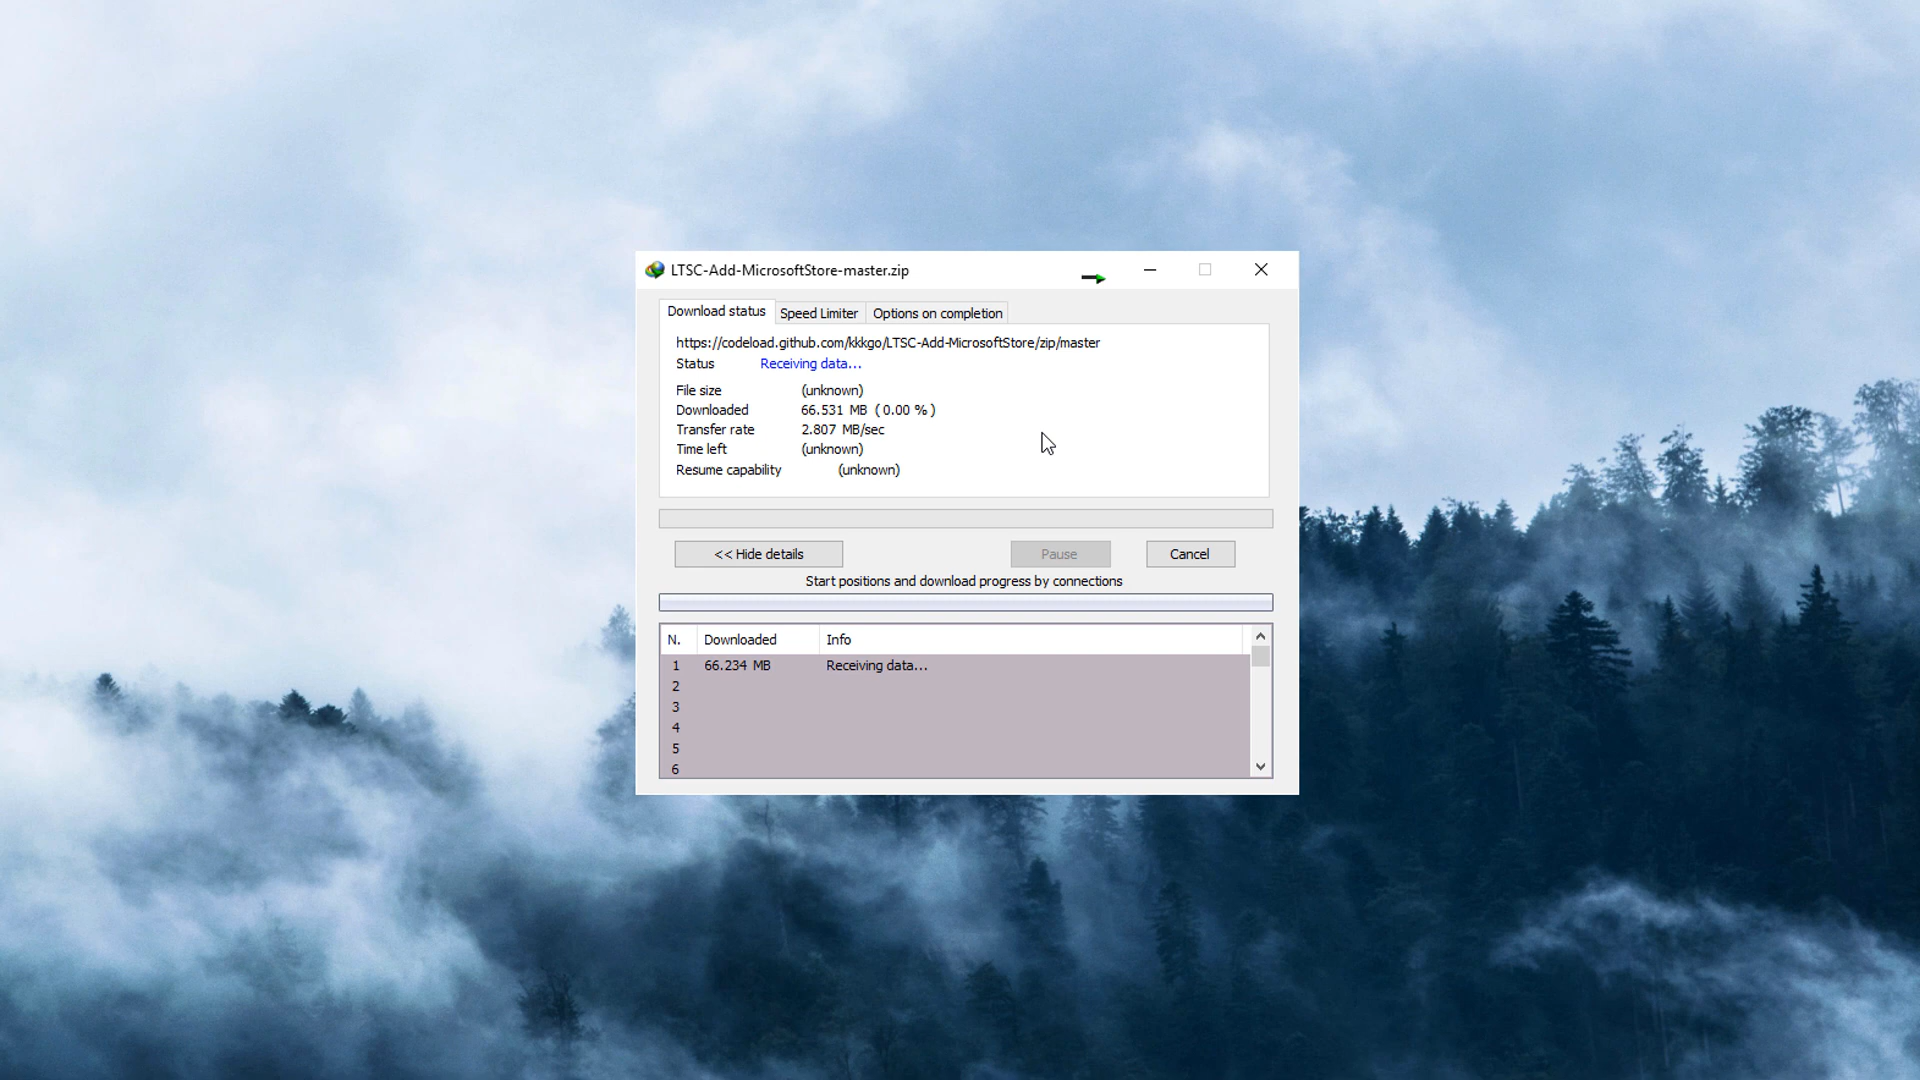 LTSC-Add-MicrosoftStore-master.zip
Download status Speed Limiter Options on completion
https://codeload.github.com/kkkgo/LTSC-Add-MicrosoftStore/zip/master
Status Receiving data...
File size (unknown)
Downloaded 66.531 MB ( 0.00 % )
Transfer rate 2.807 MB/sec
Time left (unknown)
Resume capability (unknown)
<< Hide details Pause Cancel
Start positions and download progress by connections
N. Downloaded Info
1 66.234 MB Receiving data...
2
3
4
5
6